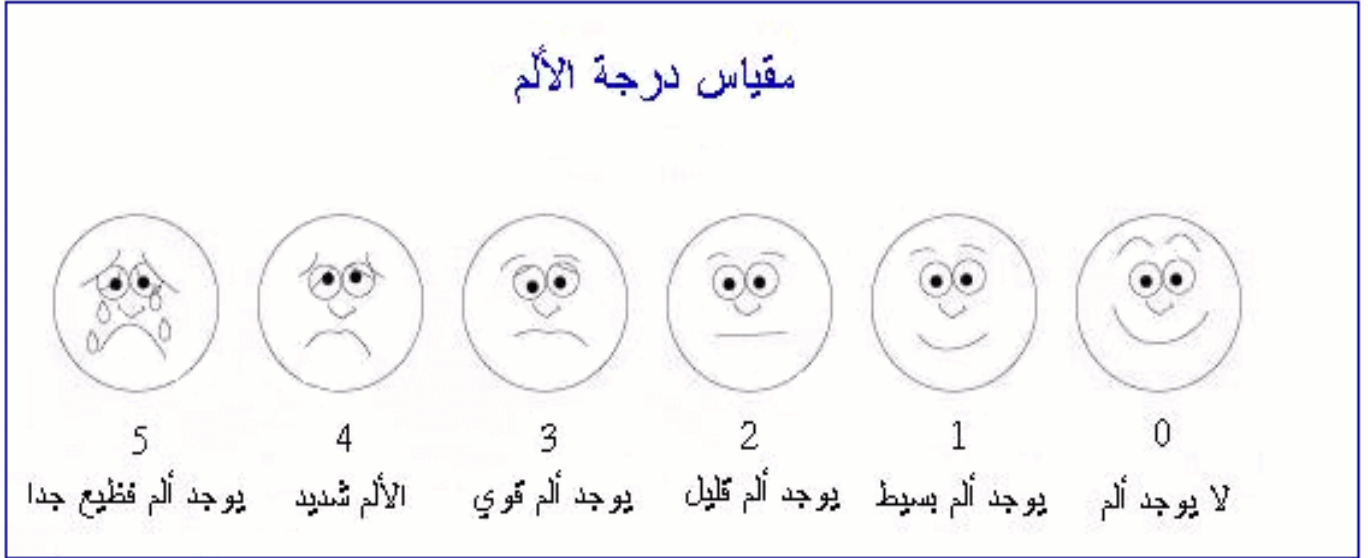 مقياس درجة الألم
0 1 2 3 4 5
لا يوجد ألم يوجد ألم بسيط يوجد ألم قليل يوجد ألم قوي الألم شديد يوجد ألم فظيع جدا